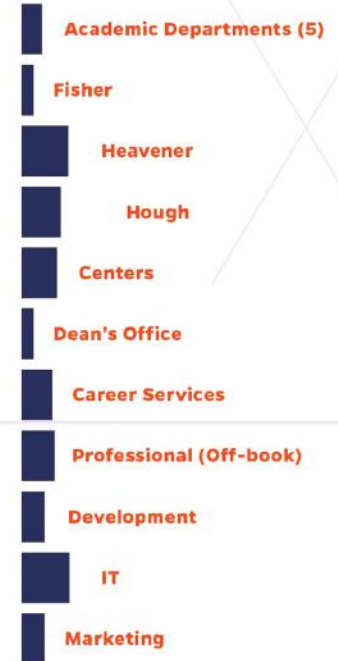 Academic Departments (5)
Fisher
Heavener
Hough
Centers
Dean's Office
Career Services
Professional (Off-book)
Development
IT
Marketing